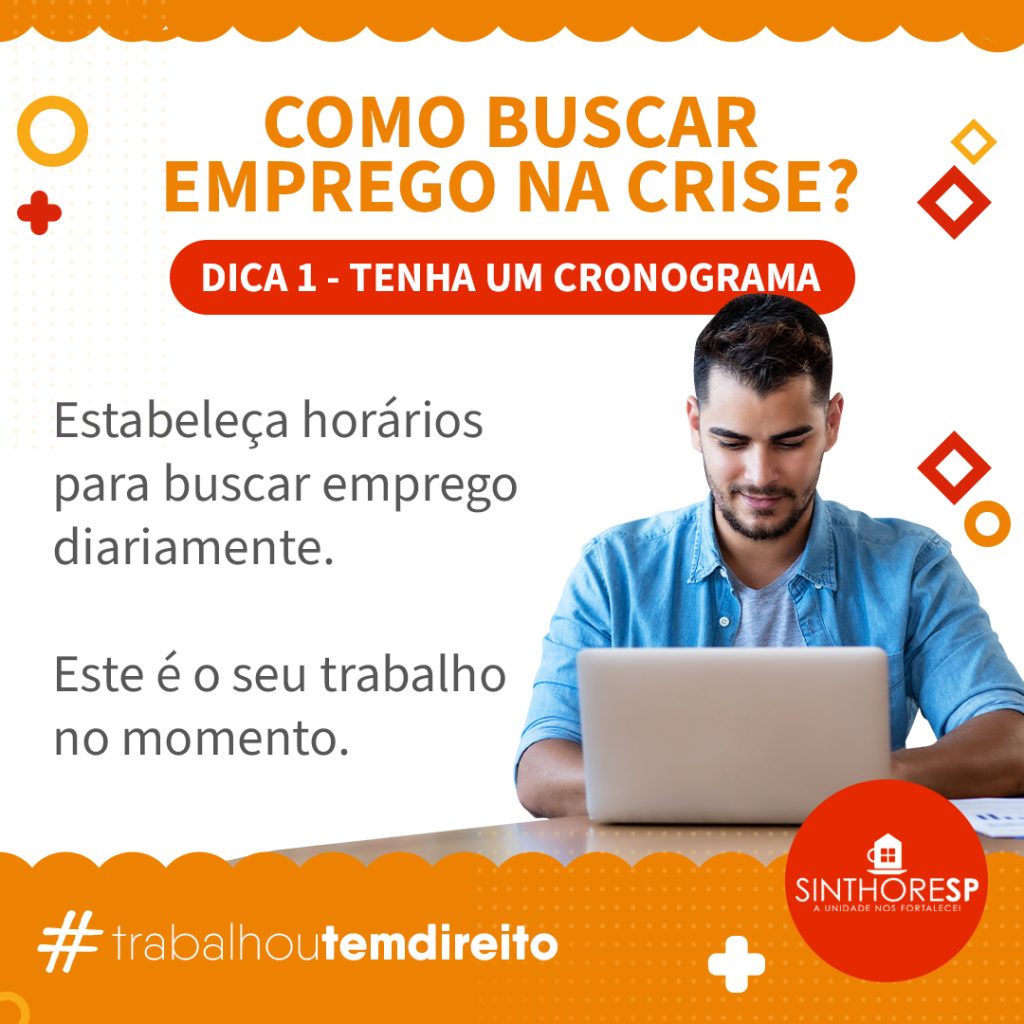 COMO BUSCAR
EMPREGO NA CRISE?
DICA 1 - TENHA UM CRONOGRAMA
Estabeleça horários
para buscar emprego
diariamente.
Este é o seu trabalho
no momento.
SINTHORESP
A UNIDADE NOS FORTALECE!
#trabalhoutemdireito